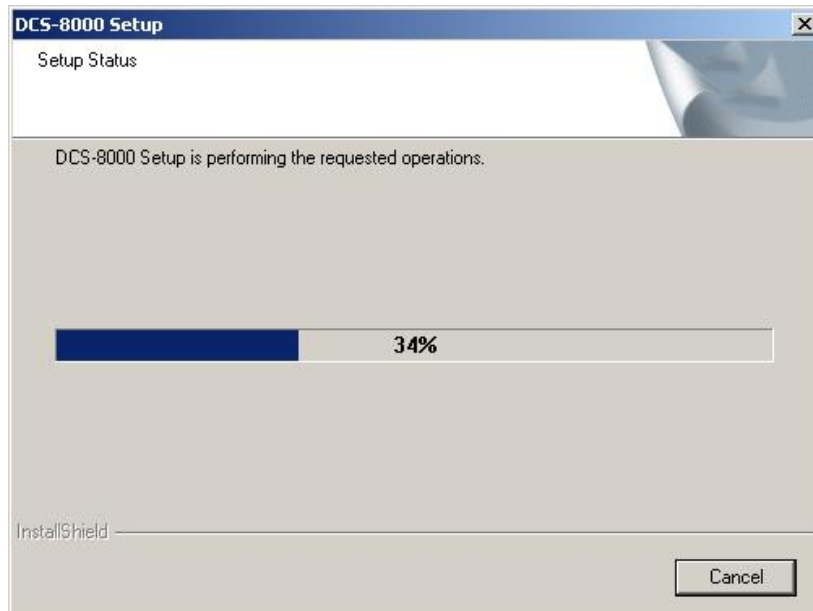 DCS-8000 Setup
Setup Status
DCS-8000 Setup is performing the requested operations.
34%
InstallShield
Cancel